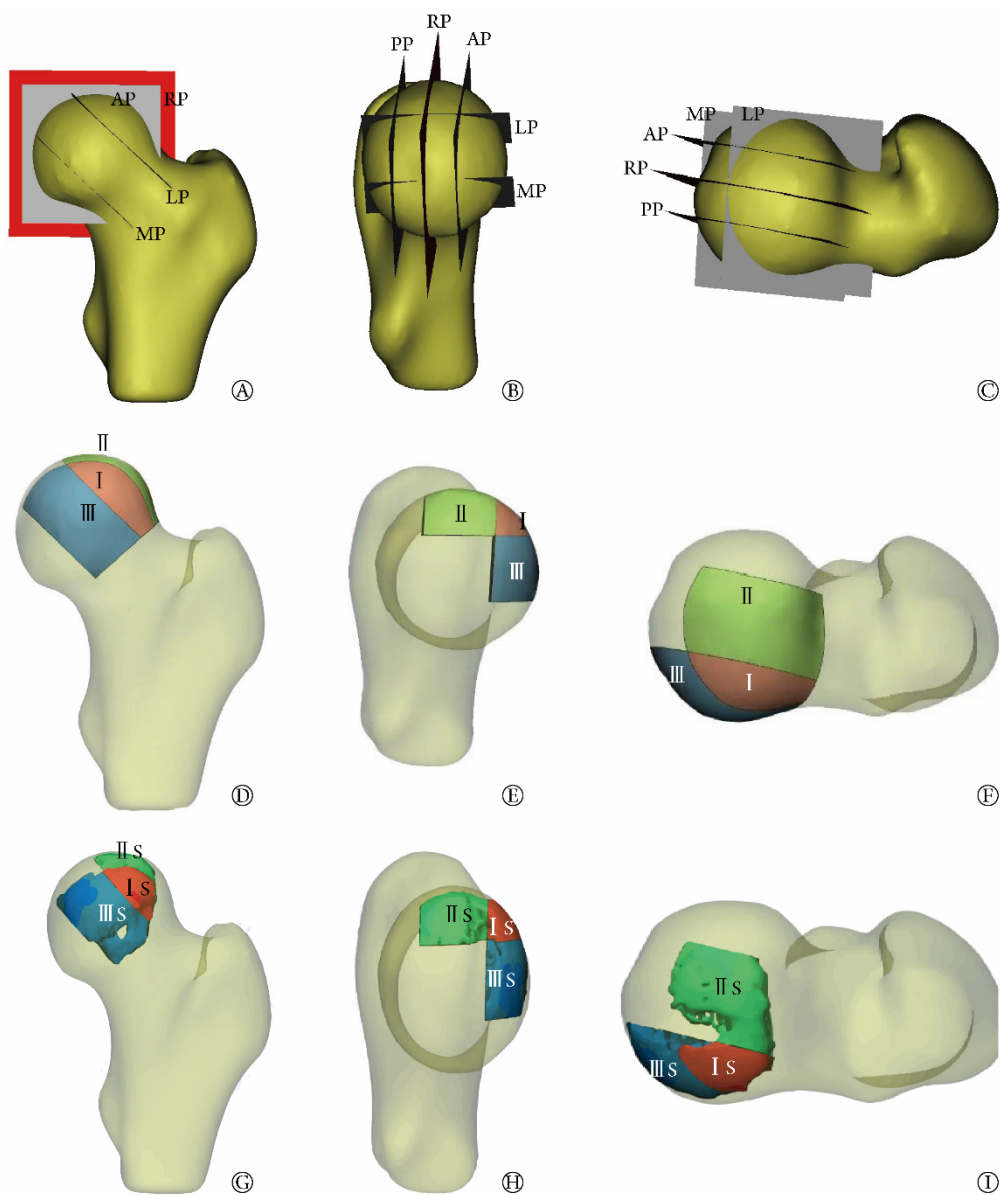 AP RP
LP
MP
Ⓐ
RP
PP AP
LP
MP
Ⓑ
MP LP
AP
RP
PP
Ⓒ
Ⅱ
Ⅰ
Ⅲ
Ⓓ
Ⅱ Ⅰ
Ⅲ
Ⓔ
Ⅱ
Ⅲ Ⅰ
Ⓕ
Ⅱ S
Ⅰ S
Ⅲ S
Ⓖ
Ⅱ S Ⅰ S
Ⅲ S
Ⓗ
Ⅱ S
Ⅲ S Ⅰ S
Ⓘ